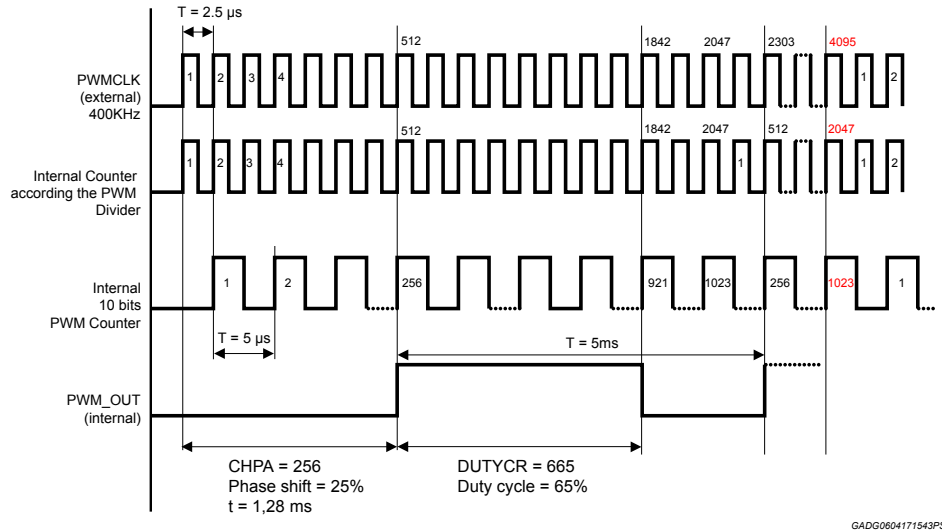 T = 2.5 µs
512 1842 2047 2303 4095
PWMCLK
(external)
400KHz
1 2 3 4 1 2
512 1842 2047 512 2047
Internal Counter
according the PWM
Divider
1 2 3 4 1 1 2
Internal
10 bits
PWM Counter
1 2 256 921 1023 256 1023 1
T = 5 µs
T = 5ms
PWM_OUT
(internal)
CHPA = 256
Phase shift = 25%
t = 1,28 ms
DUTYCR = 665
Duty cycle = 65%